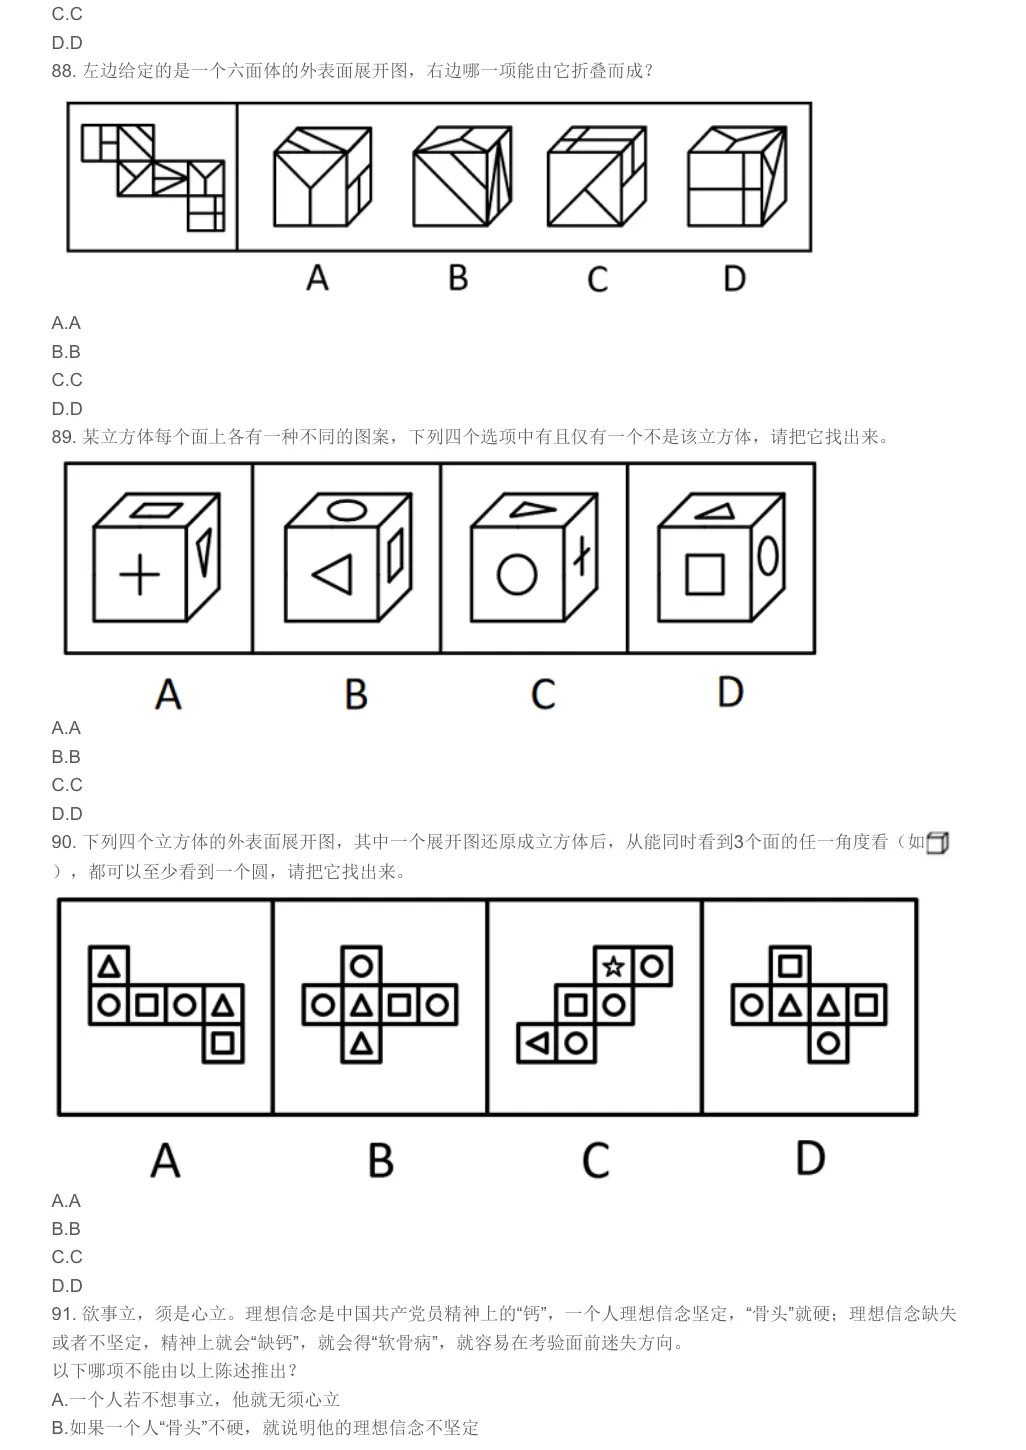 C.C
D.D
88. 左边给定的是一个六面体的外表面展开图，右边哪一项能由它折叠而成？
A B C D
A.A
B.B
C.C
D.D
89. 某立方体每个面上各有一种不同的图案，下列四个选项中有且仅有一个不是该立方体，请把它找出来。
A B C D
A.A
B.B
C.C
D.D
90. 下列四个立方体的外表面展开图，其中一个展开图还原成立方体后，从能同时看到3个面的任一角度看（如
），都可以至少看到一个圆，请把它找出来。
A B C D
A.A
B.B
C.C
D.D
91. 欲事立，须是心立。理想信念是中国共产党员精神上的“钙”，一个人理想信念坚定，“骨头”就硬；理想信念缺失
或者不坚定，精神上就会“缺钙”，就会得“软骨病”，就容易在考验面前迷失方向。
以下哪项不能由以上陈述推出？
A.一个人若不想事立，他就无须心立
B.如果一个人“骨头”不硬，就说明他的理想信念不坚定